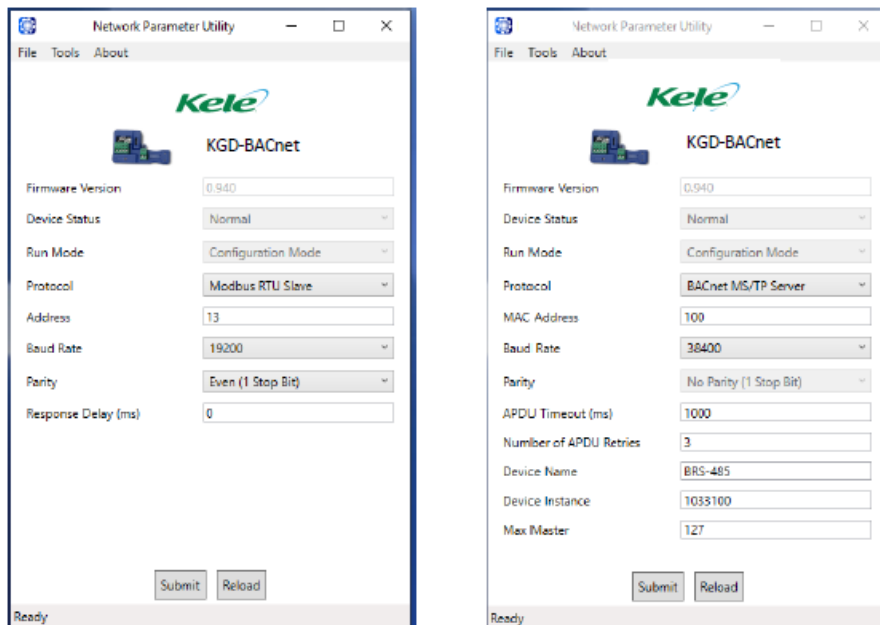 Network Parameter Utility
File Tools About
Kele
KGD-BACnet
Firmware Version 0.940
Device Status Normal
Run Mode Configuration Mode
Protocol Modbus RTU Slave
Address 13
Baud Rate 19200
Parity Even (1 Stop Bit)
Response Delay (ms) 0
Submit Reload
Ready
Network Parameter Utility
File Tools About
Kele
KGD-BACnet
Firmware Version 0.940
Device Status Normal
Run Mode Configuration Mode
Protocol BACnet MS/TP Server
MAC Address 100
Baud Rate 38400
Parity No Parity (1 Stop Bit)
APDU Timeout (ms) 1000
Number of APDU Retries 3
Device Name BRS-485
Device Instance 1033100
Max Master 127
Submit Reload
Ready